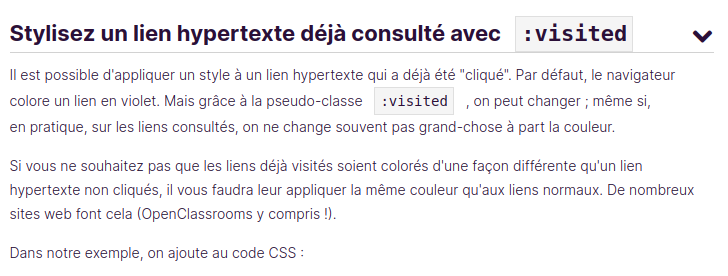 Stylisez un lien hypertexte déjà consulté avec :visited
Il est possible d'appliquer un style à un lien hypertexte qui a déjà été "cliqué". Par défaut, le navigateur
colore un lien en violet. Mais grâce à la pseudo-classe :visited , on peut changer ; même si,
en pratique, sur les liens consultés, on ne change souvent pas grand-chose à part la couleur.
Si vous ne souhaitez pas que les liens déjà visités soient colorés d'une façon différente qu'un lien
hypertexte non cliqués, il vous faudra leur appliquer la même couleur qu'aux liens normaux. De nombreux
sites web font cela (OpenClassrooms y compris !).
Dans notre exemple, on ajoute au code CSS :